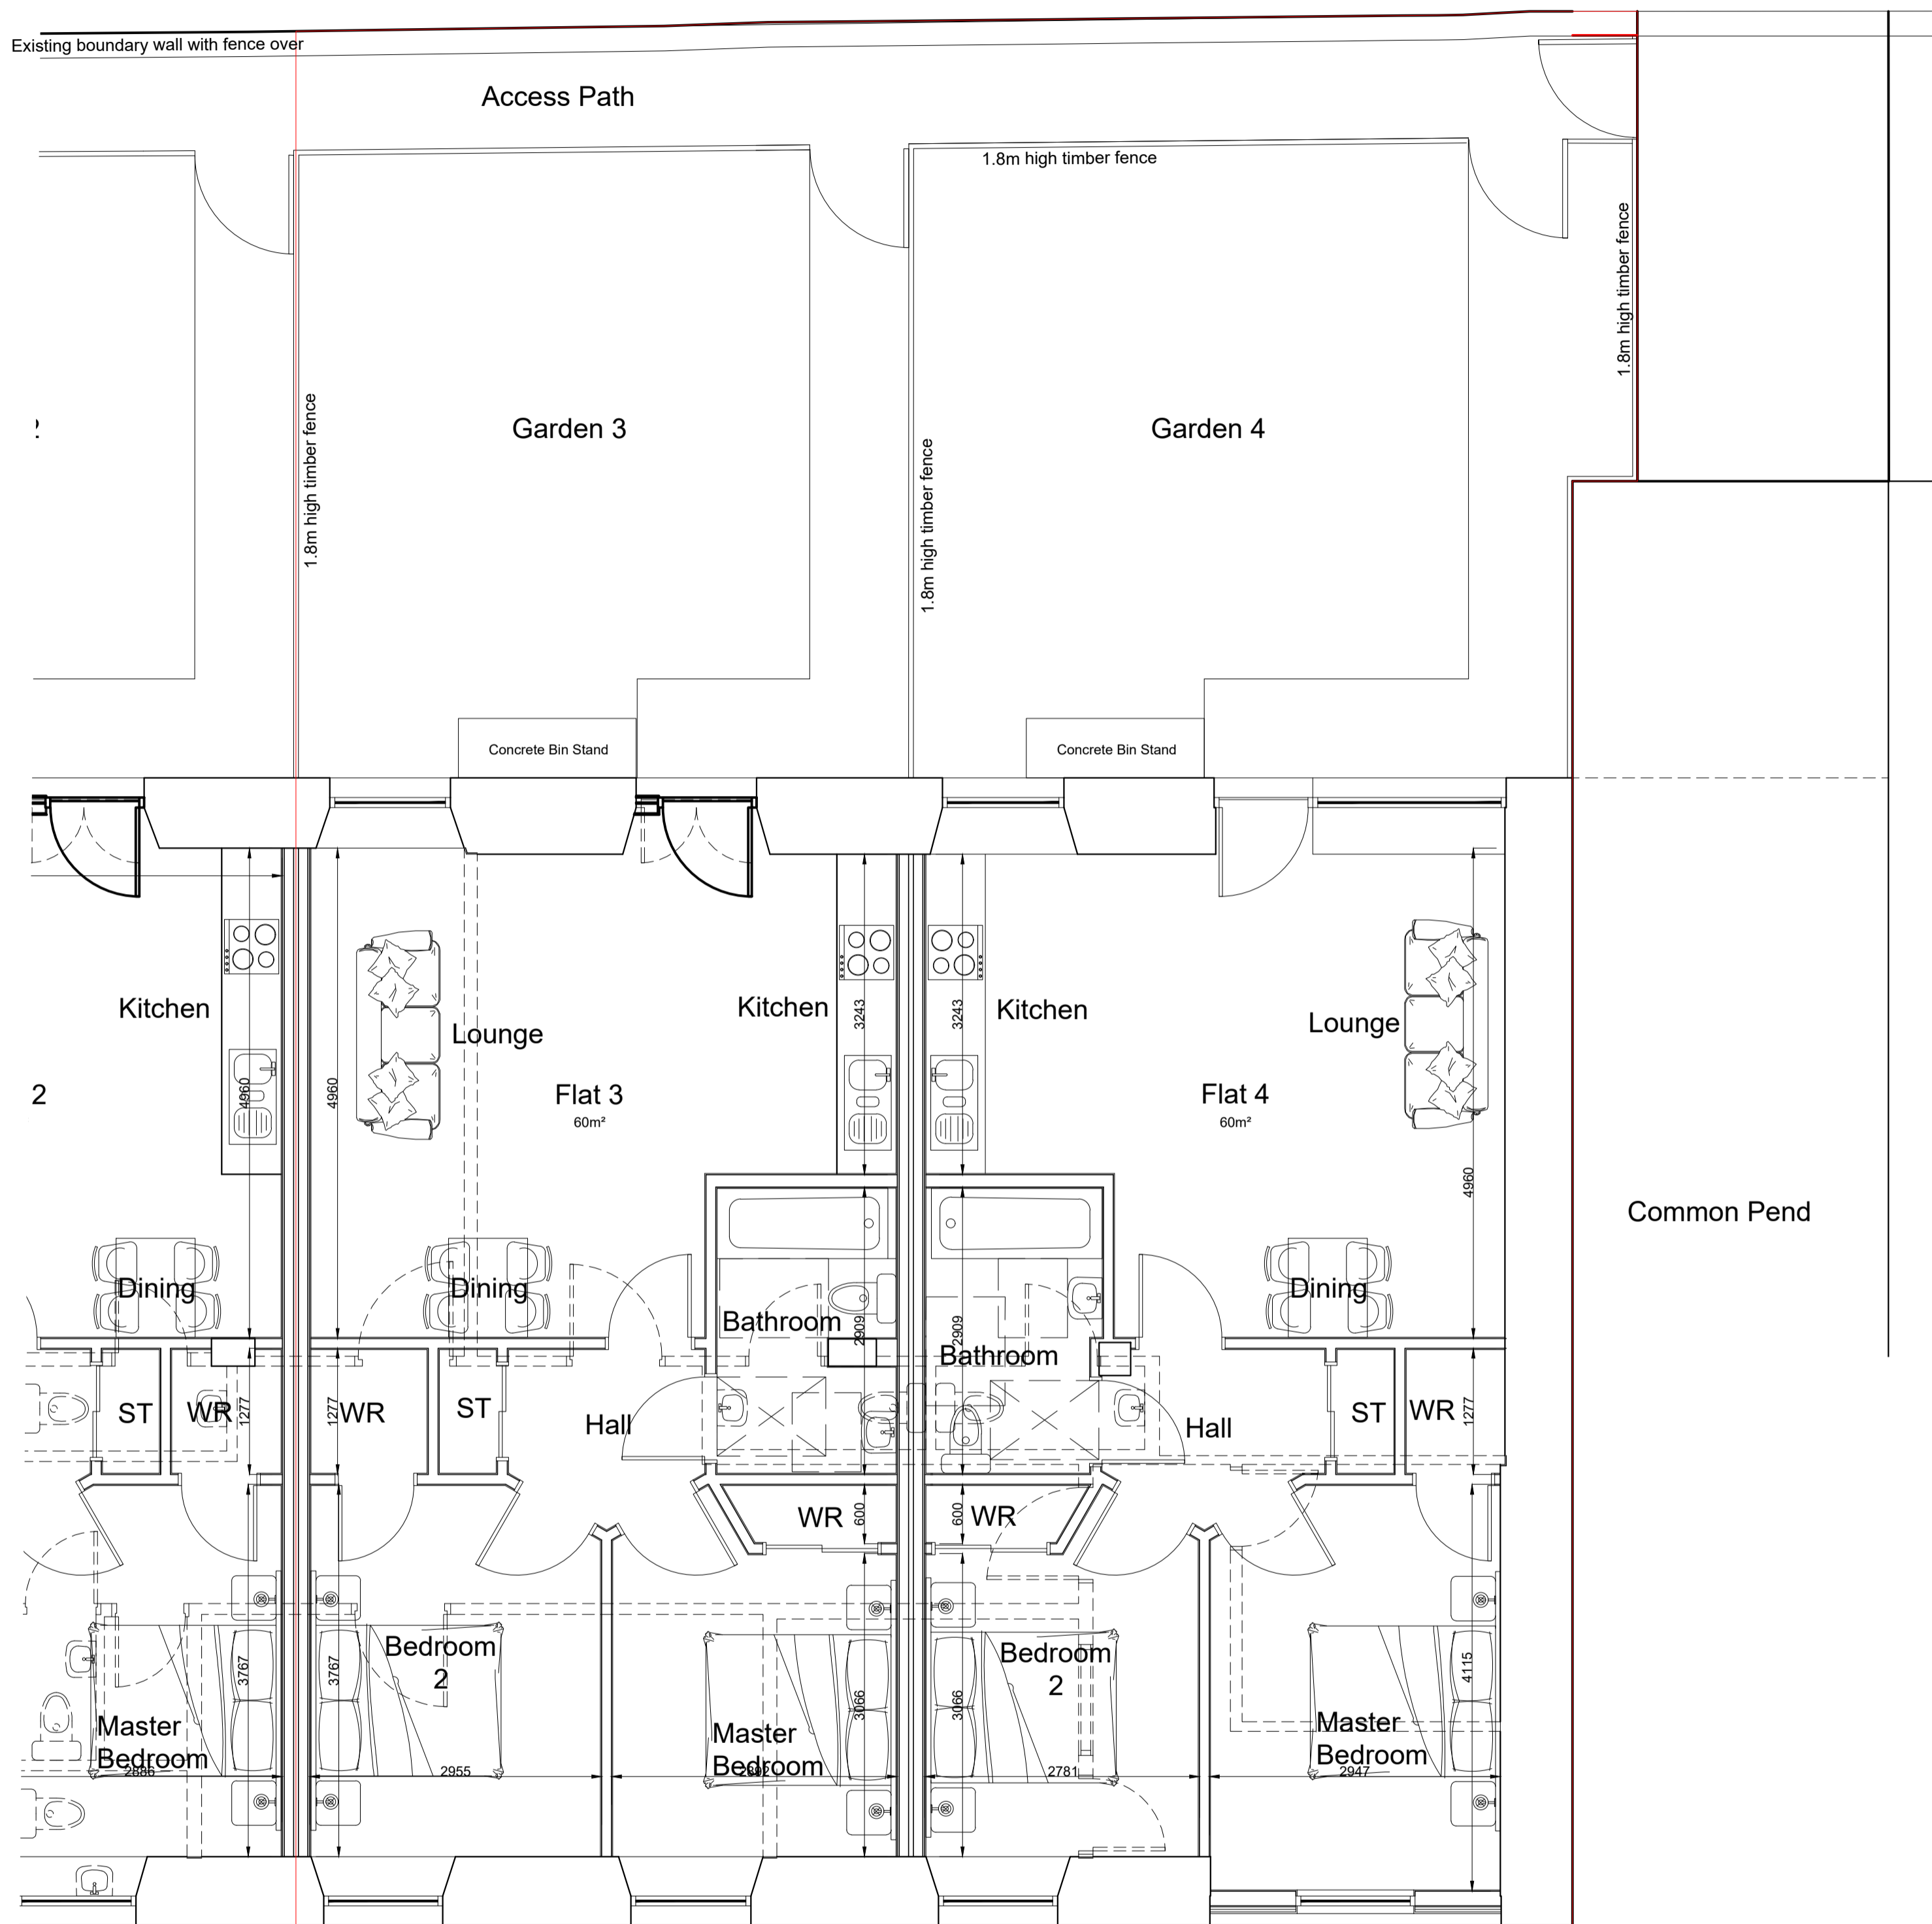 Existing boundary wall with fence over
Access Path
1.8m high timber fence
1.8m high timber fence
1.8m high timber fence
1.8m high timber fence
Garden 3
Garden 4
Concrete Bin Stand
Concrete Bin Stand
Kitchen
Lounge
Kitchen
3243
3243
Kitchen
Lounge
2
4960
4960
Flat 3
60m²
Flat 4
60m²
4960
Common Pend
Dining
Dining
Bathroom
2909
2909
Bathroom
Dining
ST
WR
1277
1277
WR
ST
Hall
Hall
ST
WR
1277
WR
600
600
WR
3767
3767
Bedroom
2
3066
3066
Bedroom
2
4115
Master
Bedroom
2886
2955
Master
Bedroom
2781
Master
Bedroom
2947